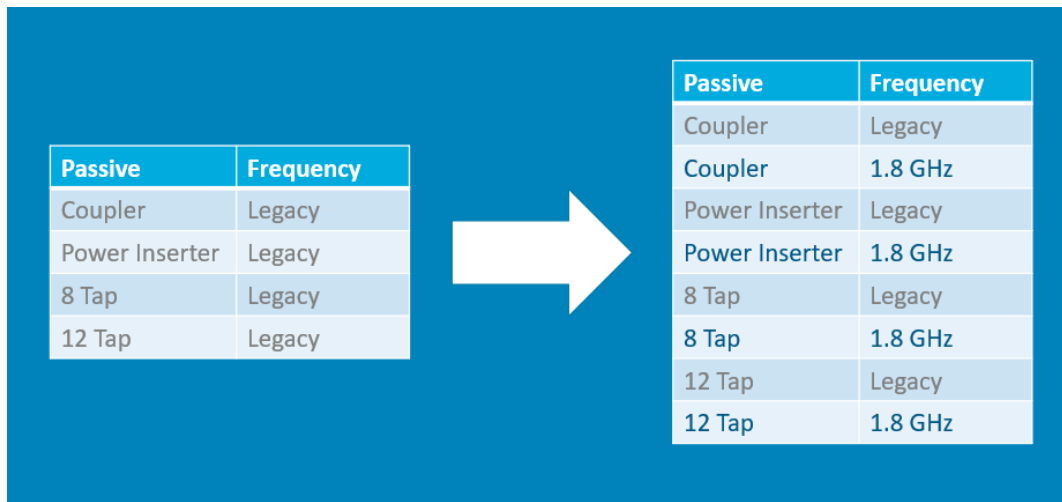 Passive Frequency
Coupler Legacy
Power Inserter Legacy
8 Tap Legacy
12 Tap Legacy
Passive Frequency
Coupler Legacy
Coupler 1.8 GHz
Power Inserter Legacy
Power Inserter 1.8 GHz
8 Tap Legacy
8 Tap 1.8 GHz
12 Tap Legacy
12 Tap 1.8 GHz